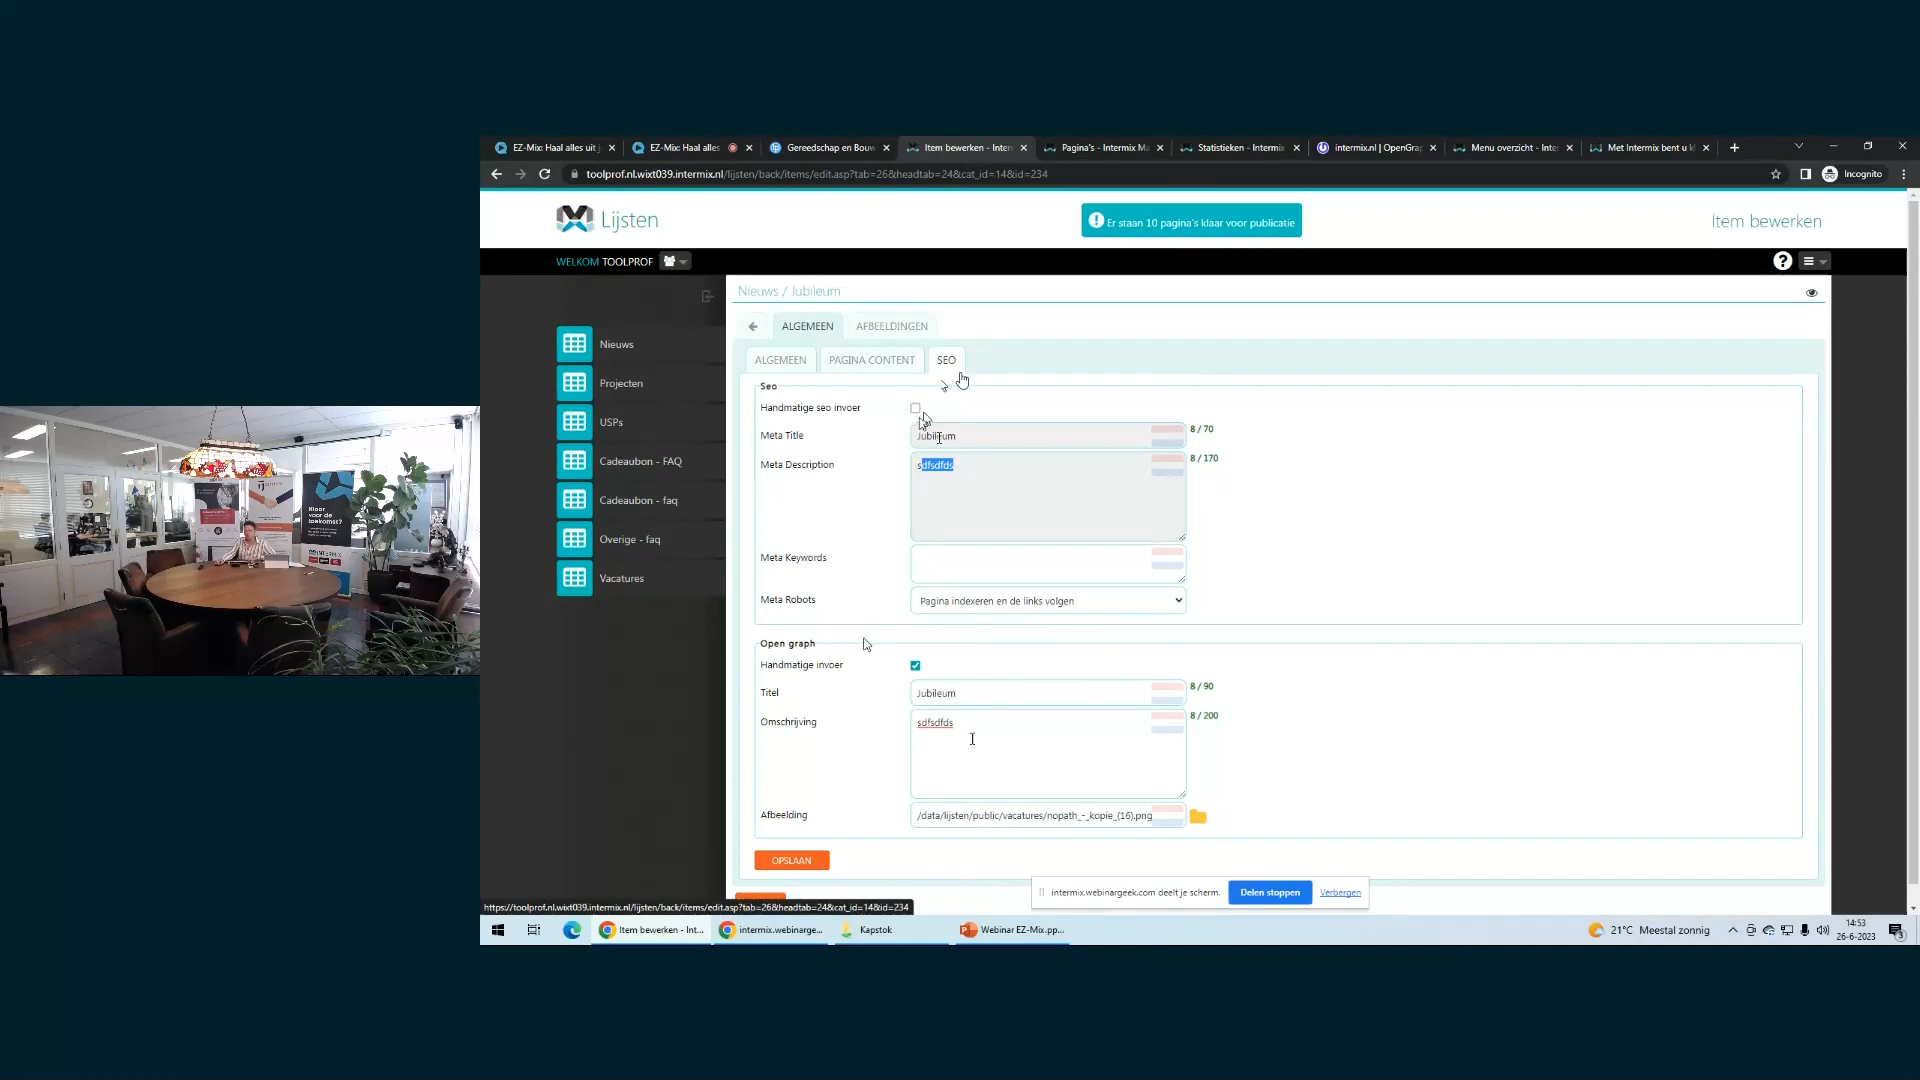 EZ-Mix: Haal alles uit j
EZ-Mix: Haal alles
Gereedschap en Bouw
Item bewerken - Inter
Pagina's - Intermix Ma
Statistieken - Intermix
intermix.nl | OpenGra
Menu overzicht - Inte
Met Intermix bent u kl
toolprof.nl.wixt039.intermix.nl/lijsten/back/items/edit.asp?tab=26&headtab=24&cat_id=14&id=234
Incognito
Lijsten
Er staan 10 pagina's klaar voor publicatie
Item bewerken
WELKOM TOOLPROF
Nieuws / Jubileum
ALGEMEEN
AFBEELDINGEN
Nieuws
Projecten
USPs
Cadeaubon - FAQ
Cadeaubon - faq
Overige - faq
Vacatures
ALGEMEEN
PAGINA CONTENT
SEO
Seo
Handmatige seo invoer
Meta Title
Jubileum
8 / 70
Meta Description
sdfsdfds
8 / 170
Meta Keywords
Meta Robots
Pagina indexeren en de links volgen
Open graph
Handmatige invoer
Titel
Jubileum
8 / 90
Omschrijving
sdfsdfds
8 / 200
Afbeelding
/data/lijsten/public/vacatures/nopath_-_kopie_(16).png
OPSLAAN
intermix.webinargeek.com deelt je scherm.
Delen stoppen
Verbergen
https://toolprof.nl.wixt039.intermix.nl/lijsten/back/items/edit.asp?tab=26&headtab=24&cat_id=14&id=234
Item bewerken - Int...
intermix.webinarge...
Kapstok
Webinar EZ-Mix.pp...
21°C Meestal zonnig
14:53
26-6-2023
3
Klaar
voor de
toekomst?
INTERMIX